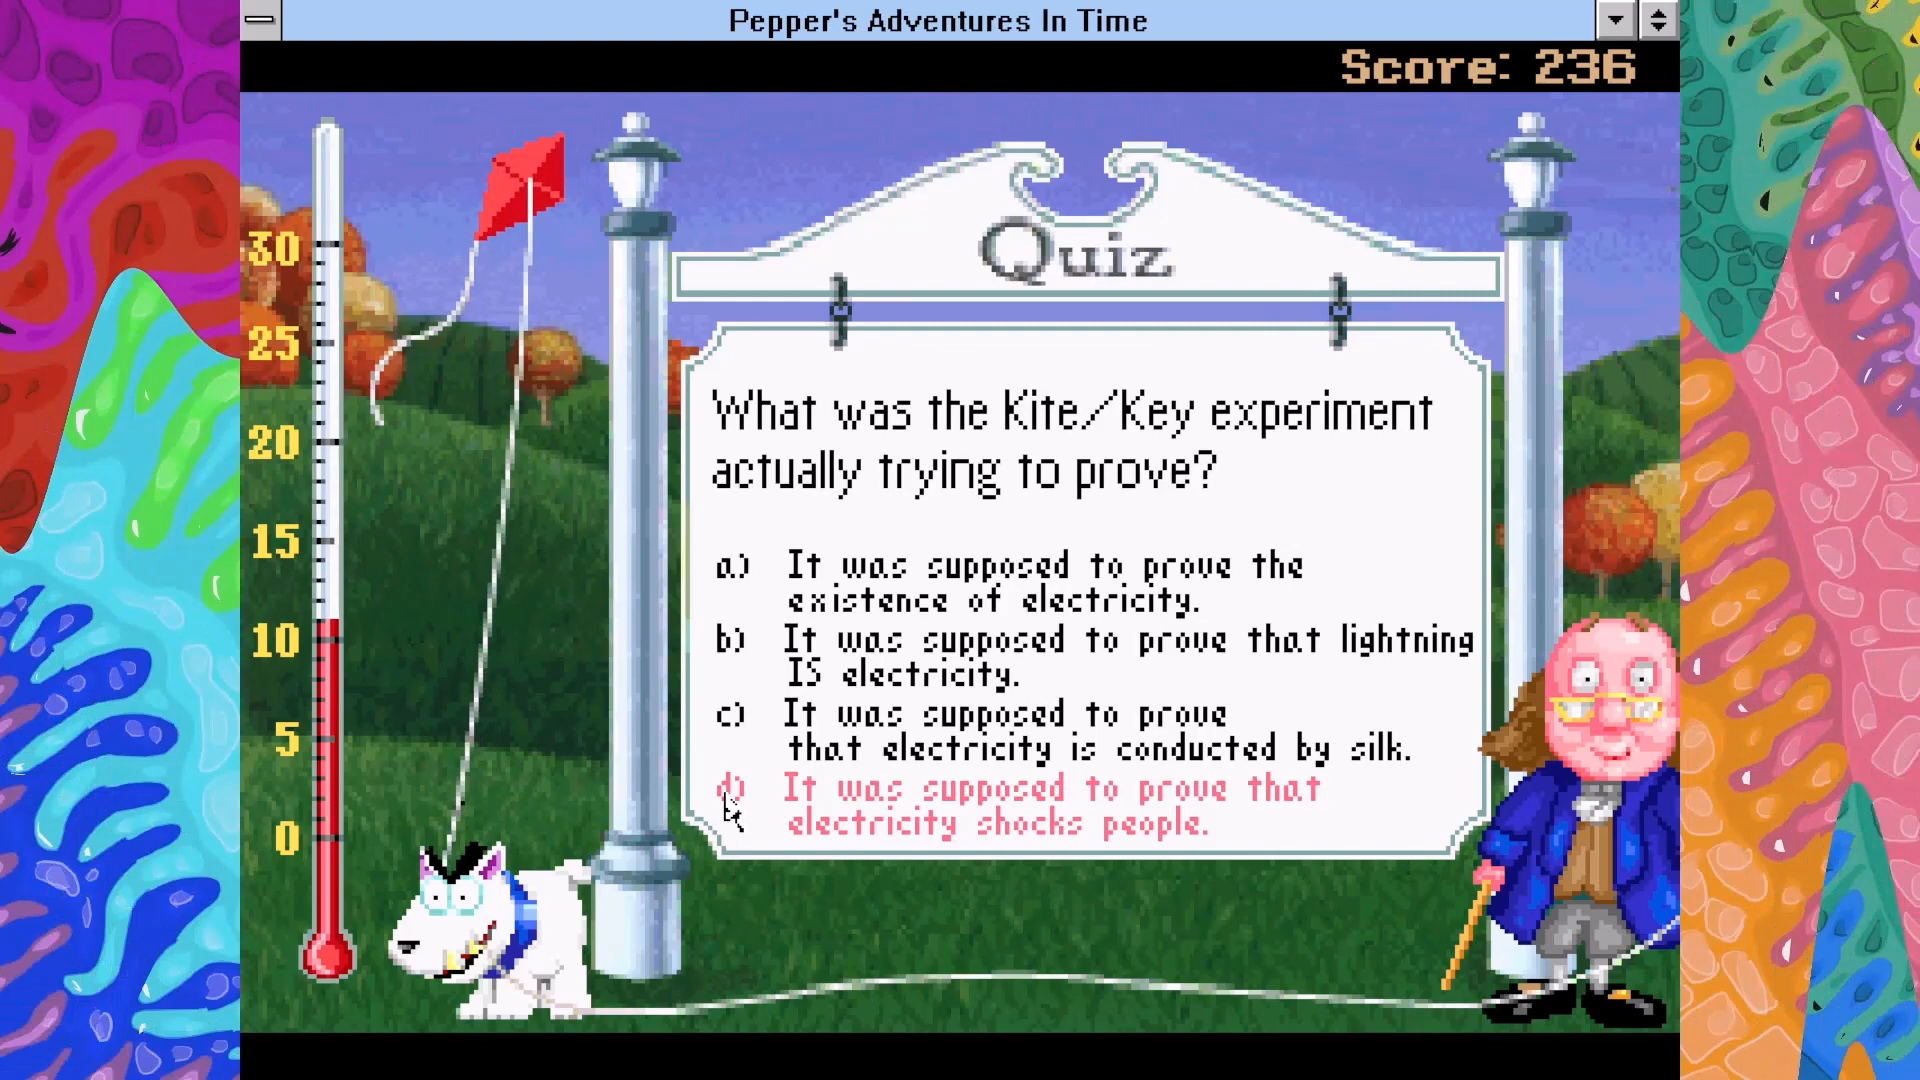 Pepper's Adventures In Time
Score: 236
Quiz
30
25
20
15
10
5
0
What was the Kite/Key experiment
actually trying to prove?
a) It was supposed to prove the
existence of electricity.
b) It was supposed to prove that lightning
IS electricity.
c) It was supposed to prove
that electricity is conducted by silk.
d) It was supposed to prove that
electricity shocks people.